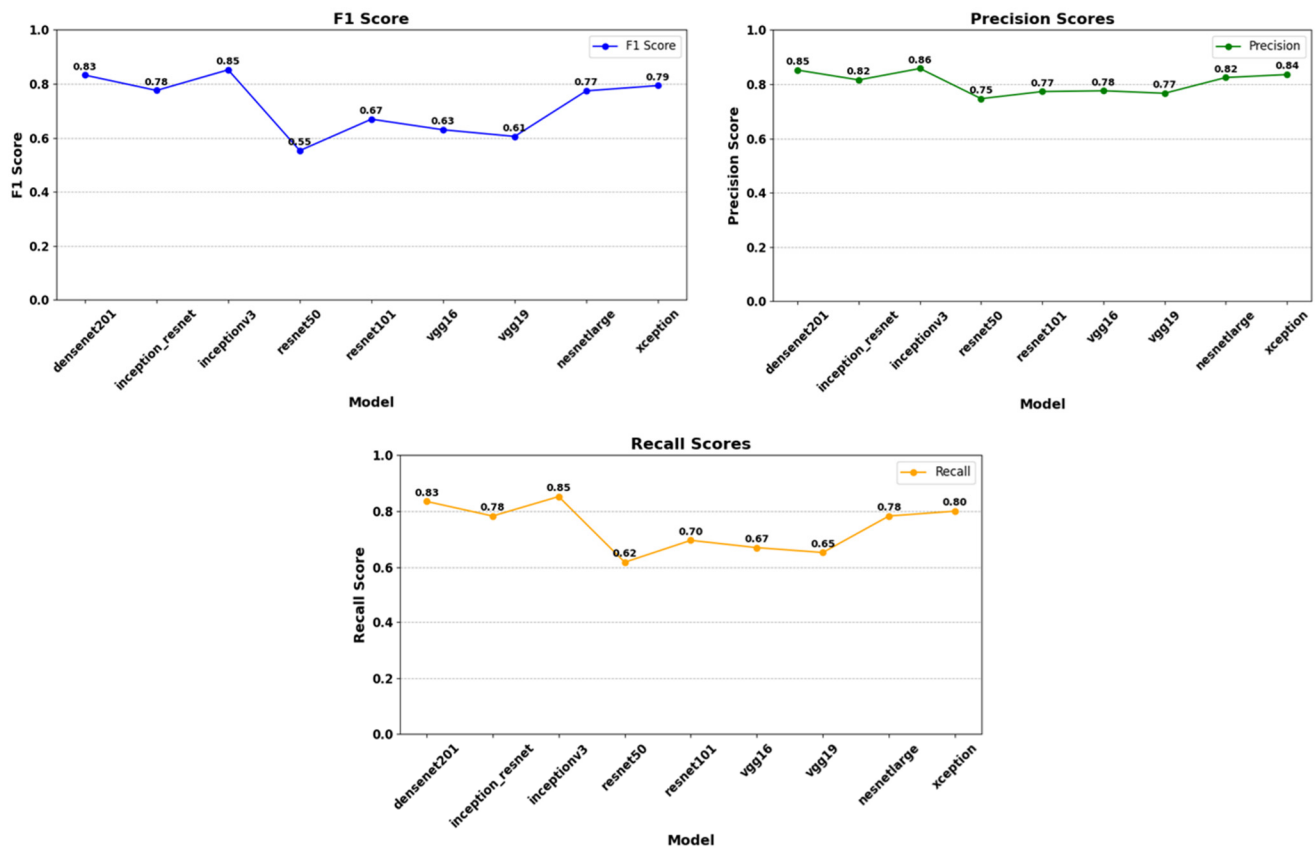 F1 Score
F1 Score
1.0
0.8
0.6
0.4
0.2
0.0
F1 Score
0.83
0.78
0.85
0.55
0.67
0.63
0.61
0.77
0.79
densenet201
inception_resnet
inceptionv3
resnet50
resnet101
vgg16
vgg19
nesnetlarge
xception
Model
Precision Scores
Precision
1.0
0.8
0.6
0.4
0.2
0.0
Precision Score
0.85
0.82
0.86
0.75
0.77
0.78
0.77
0.82
0.84
densenet201
inception_resnet
inceptionv3
resnet50
resnet101
vgg16
vgg19
nesnetlarge
xception
Model
Recall Scores
Recall
1.0
0.8
0.6
0.4
0.2
0.0
Recall Score
0.83
0.78
0.85
0.62
0.70
0.67
0.65
0.78
0.80
densenet201
inception_resnet
inceptionv3
resnet50
resnet101
vgg16
vgg19
nesnetlarge
xception
Model